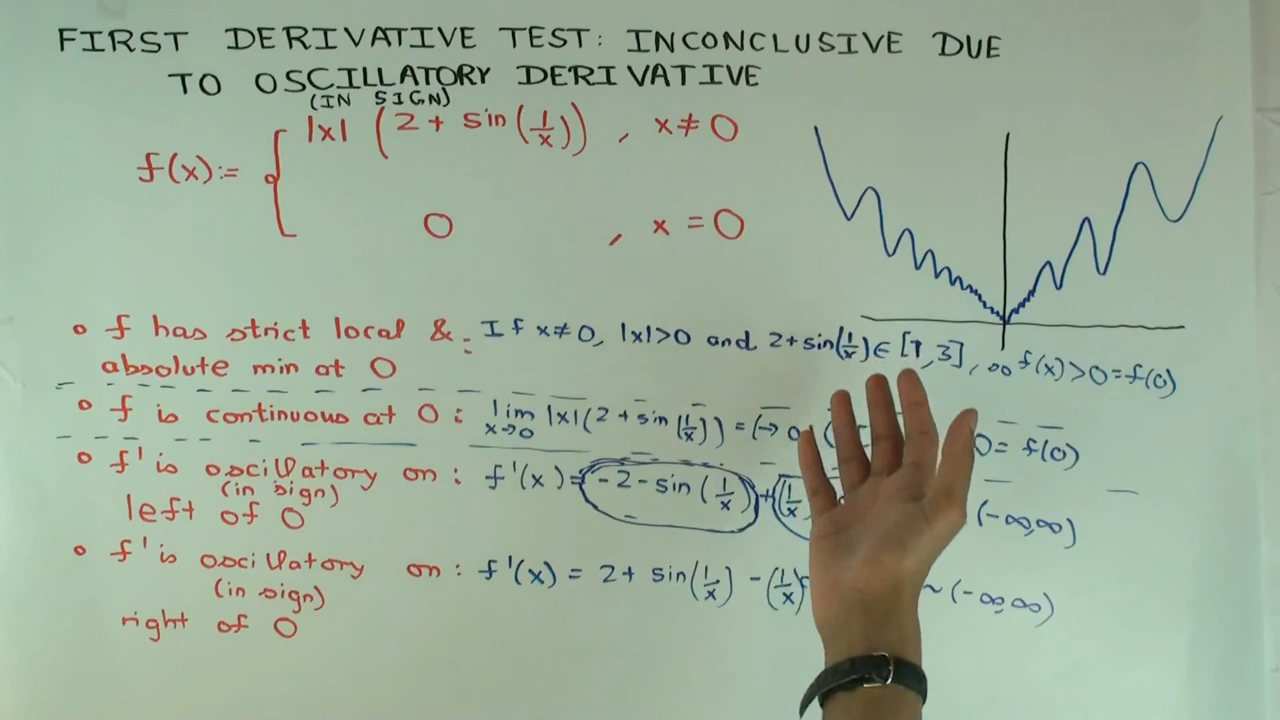 FIRST DERIVATIVE TEST: INCONCLUSIVE DUE
TO OSCILLATORY DERIVATIVE
(IN SIGN)
f(x):= { |x| (2+ sin(1/x)) , x≠0
0 , x=0
∘ f has strict local & : If x≠0, |x|>0 and 2+sin(1/x)∈[1,3], so f(x)>0=f(0)
absolute min at 0
∘ f is continuous at 0 : lim x→0 |x|(2+sin(1/x)) = (→0 0= f(0)
∘ f' is oscillatory on : f'(x)= -2-sin(1/x) + (1/x) (-∞,∞)
(in sign)
left of 0
∘ f' is oscillatory on : f'(x) = 2+ sin(1/x) - (1/x) ~ (-∞,∞)
(in sign)
right of 0